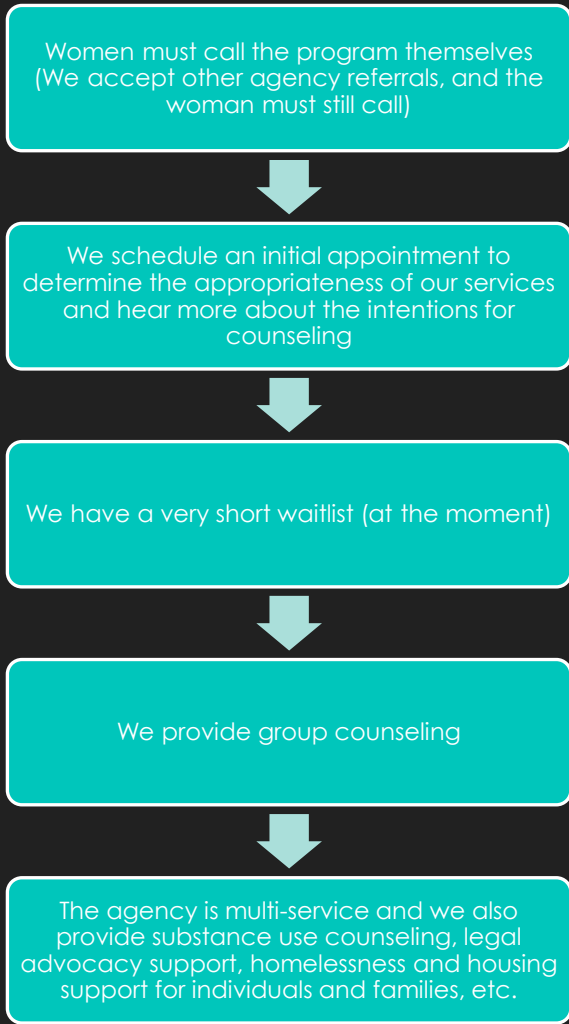 Women must call the program themselves
(We accept other agency referrals, and the
woman must still call)
We schedule an initial appointment to
determine the appropriateness of our services
and hear more about the intentions for
counseling
We have a very short waitlist (at the moment)
We provide group counseling
The agency is multi-service and we also
provide substance use counseling, legal
advocacy support, homelessness and housing
support for individuals and families, etc.